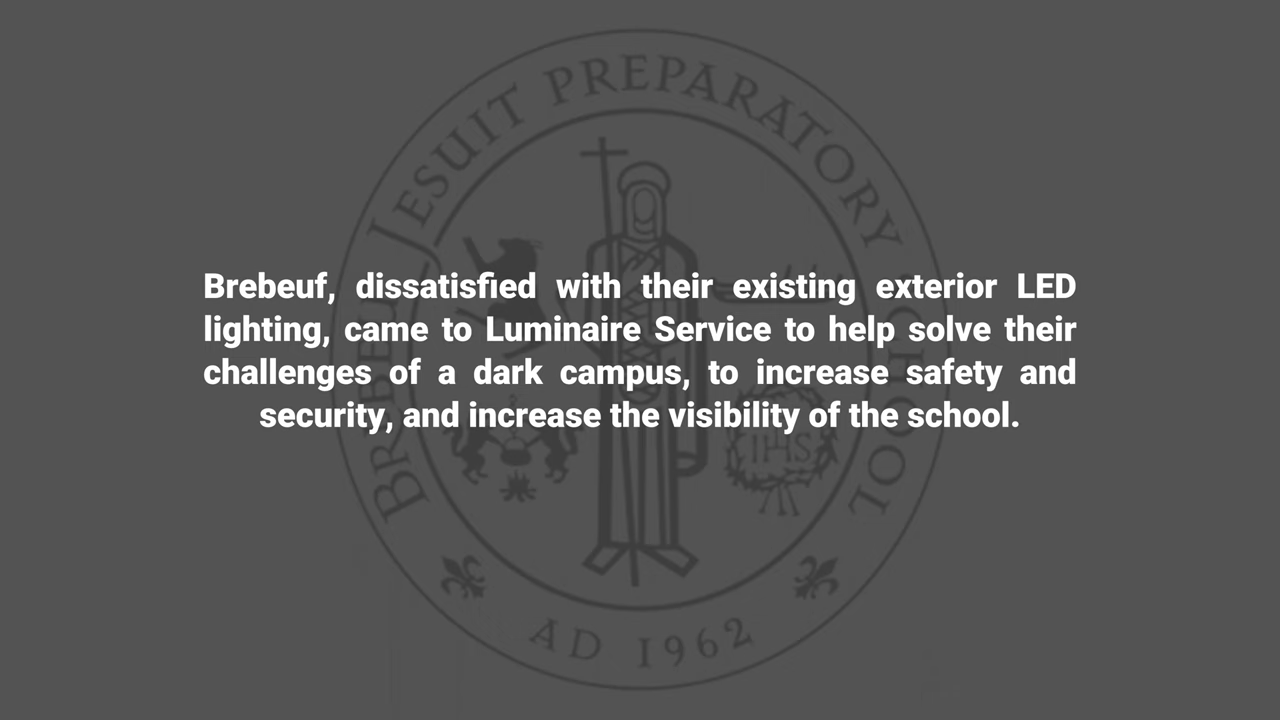 BREBEUF JESUIT PREPARATORY SCHOOL
Brebeuf, dissatisfied with their existing exterior LED
lighting, came to Luminaire Service to help solve their
challenges of a dark campus, to increase safety and
security, and increase the visibility of the school.
IHS
AD 1962